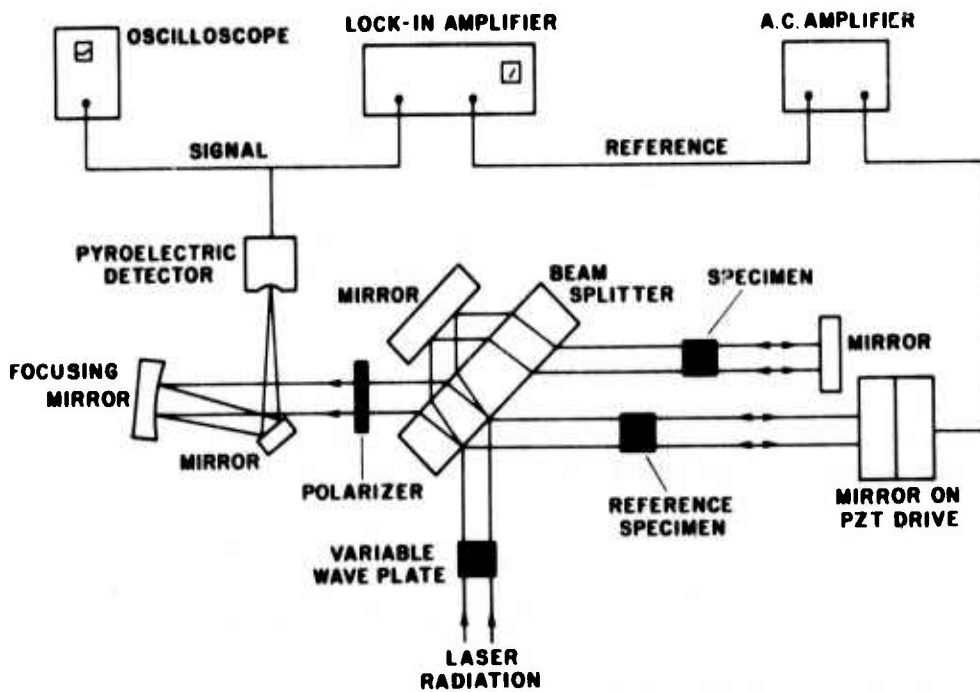 OSCILLOSCOPE
LOCK-IN AMPLIFIER
A.C. AMPLIFIER
SIGNAL
REFERENCE
PYROELECTRIC
DETECTOR
MIRROR
BEAM
SPLITTER
SPECIMEN
MIRROR
FOCUSING
MIRROR
MIRROR
POLARIZER
REFERENCE
SPECIMEN
MIRROR ON
PZT DRIVE
VARIABLE
WAVE PLATE
LASER
RADIATION